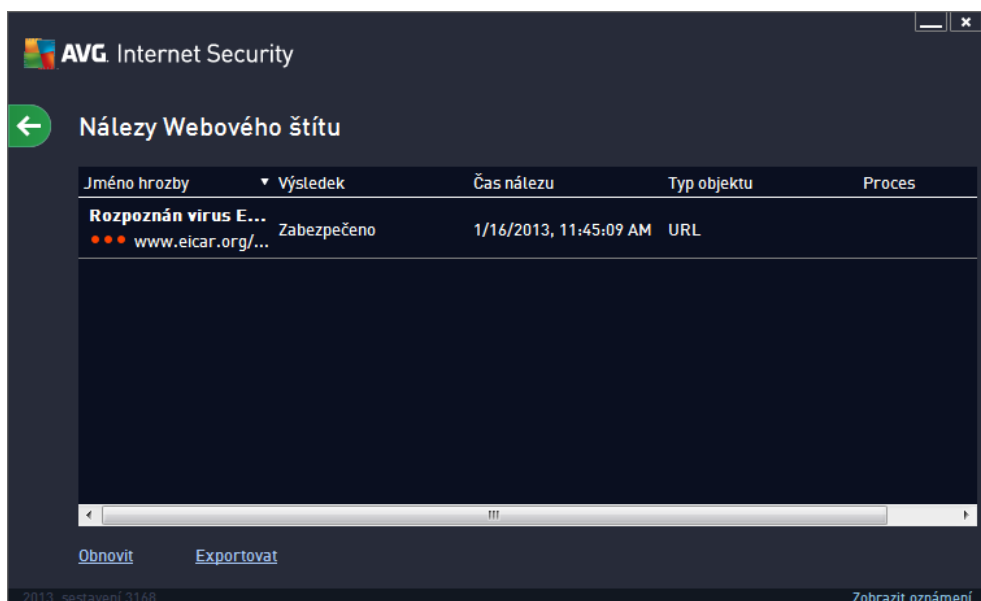 AVG. Internet Security
Nálezy Webového štítu
Jméno hrozby Výsledek Čas nálezu Typ objektu Proces
Rozpoznán virus E...
www.eicar.org/... Zabezpečeno 1/16/2013, 11:45:09 AM URL
Obnovit Exportovat
2013 sestavení 3168 Zobrazit oznámení